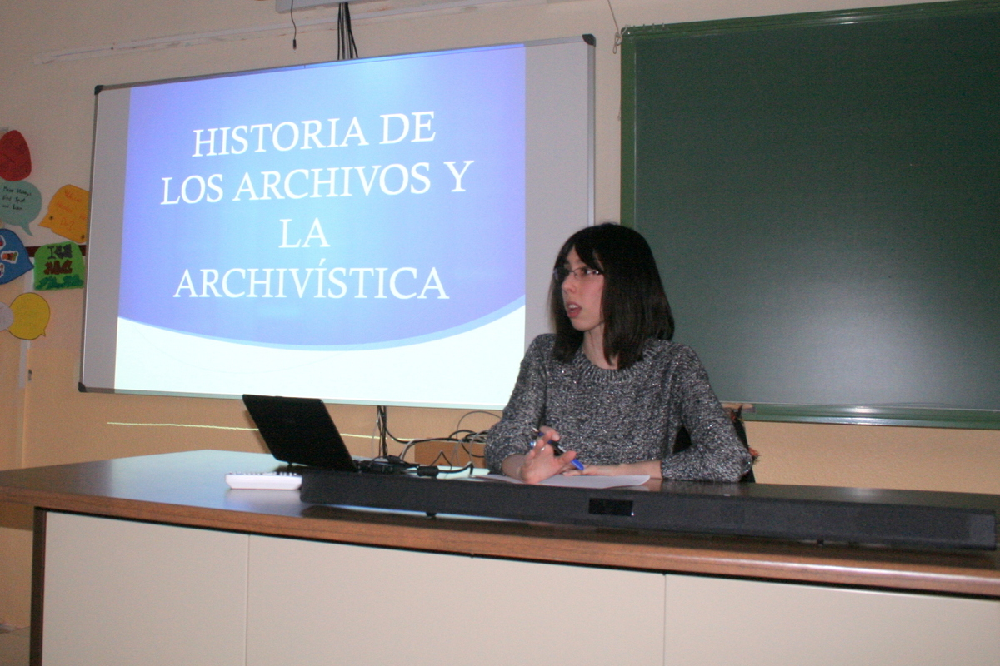 HISTORIA DE
LOS ARCHIVOS Y
LA
ARCHIVÍSTICA